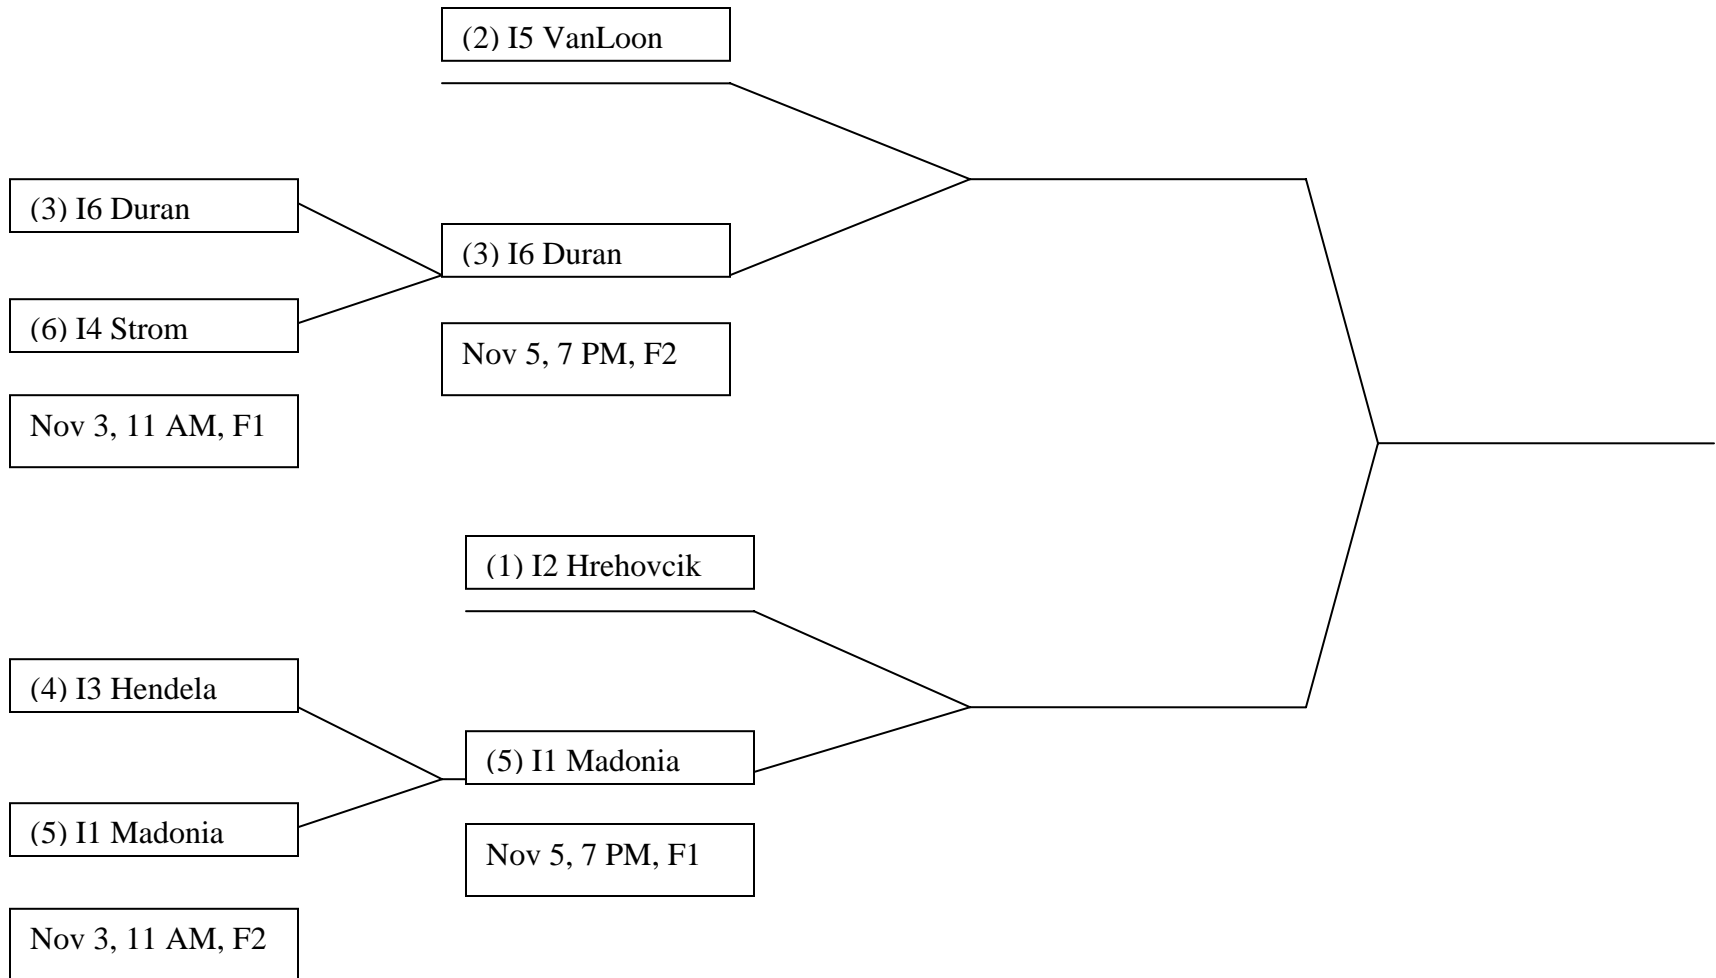 (2) I5 VanLoon
(3) I6 Duran
(3) I6 Duran
(6) I4 Strom
Nov 5, 7 PM, F2
Nov 3, 11 AM, F1
(1) I2 Hrehovcik
(4) I3 Hendela
(5) I1 Madonia
(5) I1 Madonia
Nov 5, 7 PM, F1
Nov 3, 11 AM, F2